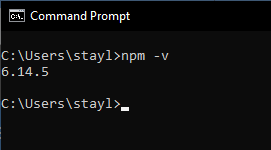 Command Prompt
C:\Users\stayl>npm -v
6.14.5
C:\Users\stayl>